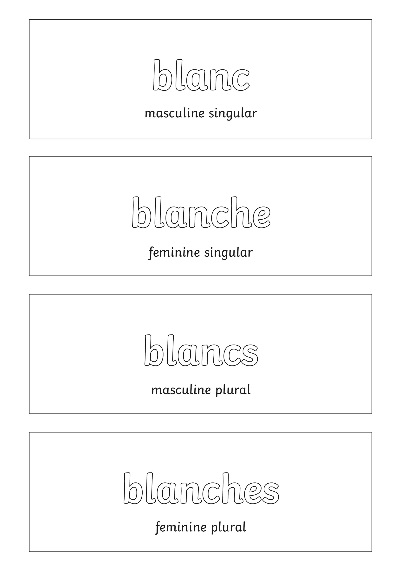 blanc
masculine singular
blanche
feminine singular
blancs
masculine plural
blanches
feminine plural